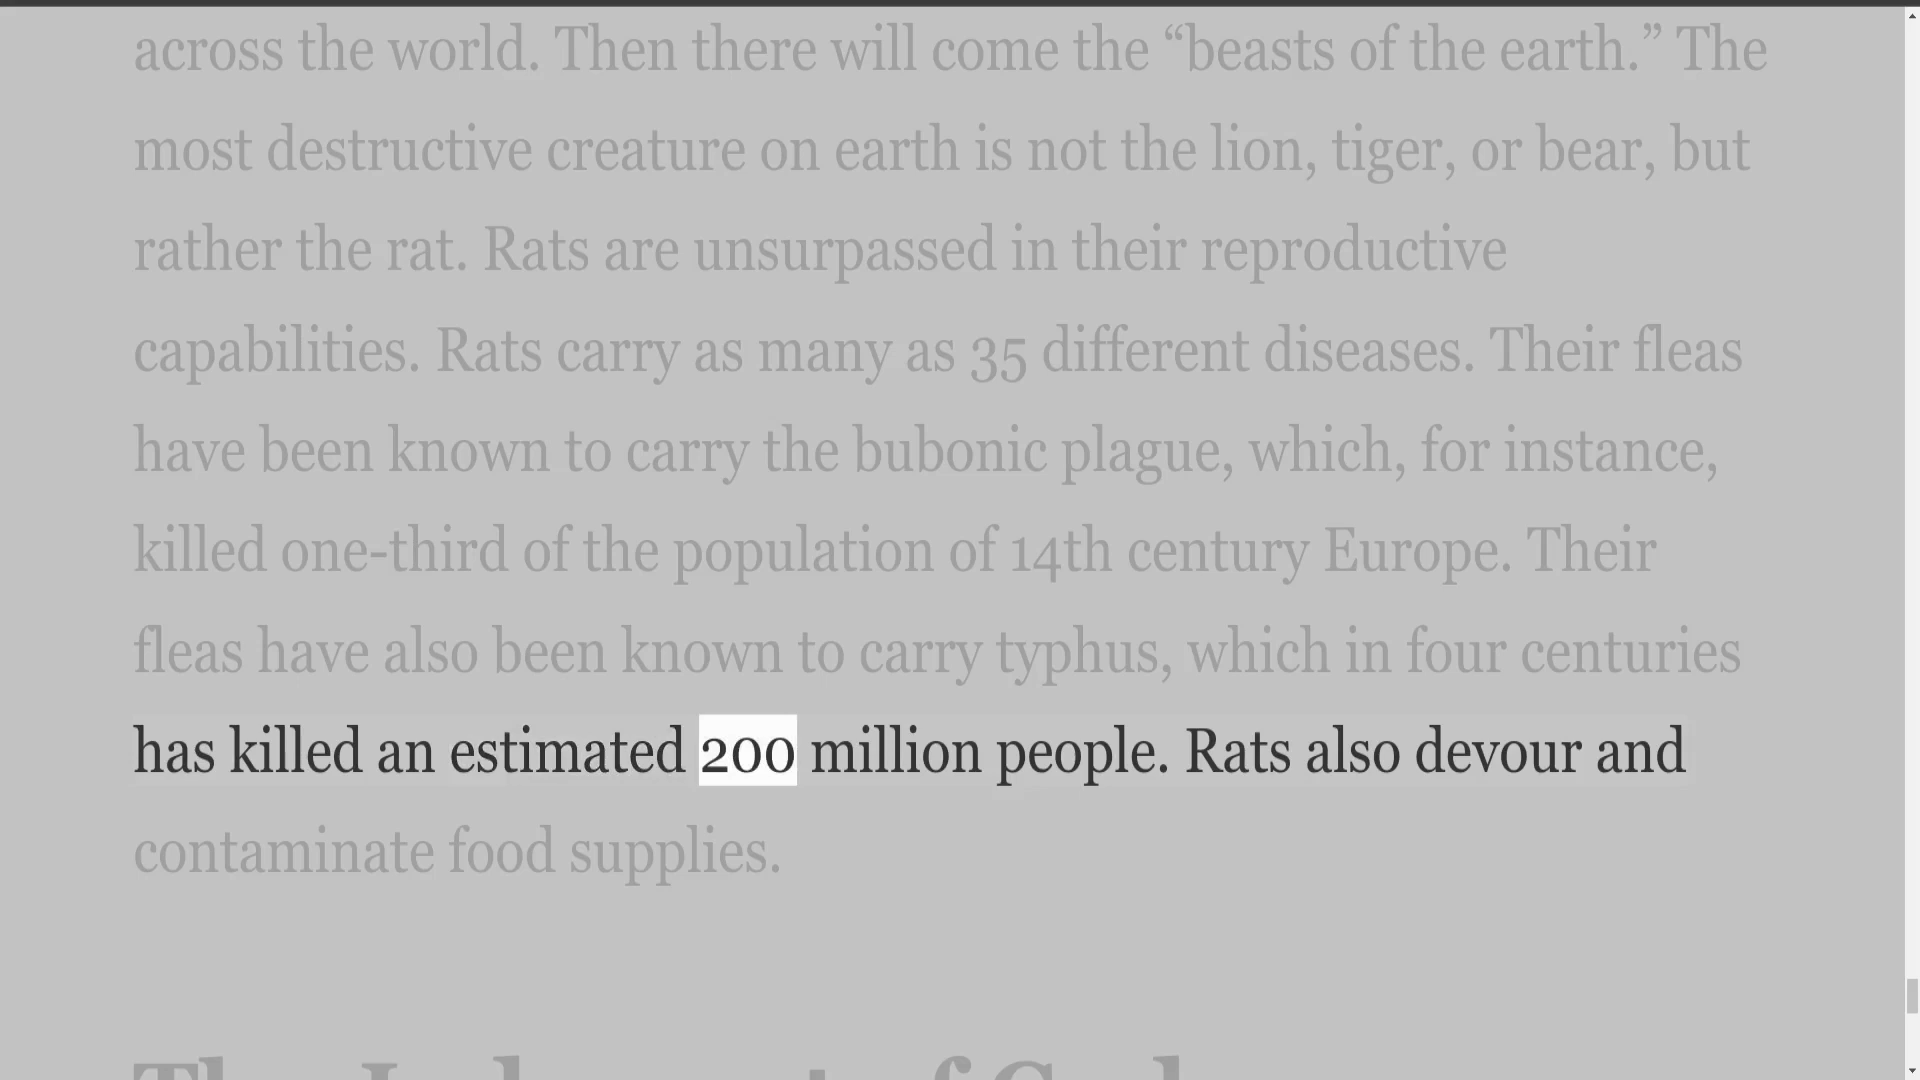 across the world. Then there will come the “beasts of the earth.” The
most destructive creature on earth is not the lion, tiger, or bear, but
rather the rat. Rats are unsurpassed in their reproductive
capabilities. Rats carry as many as 35 different diseases. Their fleas
have been known to carry the bubonic plague, which, for instance,
killed one-third of the population of 14th century Europe. Their
fleas have also been known to carry typhus, which in four centuries
has killed an estimated 200 million people. Rats also devour and
contaminate food supplies.